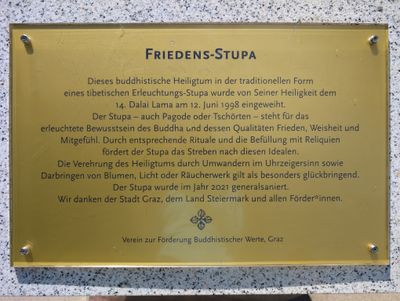 FRIEDENS-STUPA
Dieses buddhistische Heiligtum in der traditionellen Form
eines tibetischen Erleuchtungs-Stupa wurde von Seiner Heiligkeit dem
14. Dalai Lama am 12. Juni 1998 eingeweiht.
Der Stupa – auch Pagode oder Tschörten – steht für das
erleuchtete Bewusstsein des Buddha und dessen Qualitäten Frieden, Weisheit und
Mitgefühl. Durch entsprechende Rituale und die Befüllung mit Reliquien
fördert der Stupa das Streben nach diesen Idealen.
Die Verehrung des Heiligtums durch Umwandern im Uhrzeigersinn sowie
Darbringen von Blumen, Licht oder Räucherwerk gilt als besonders glückbringend.
Der Stupa wurde im Jahr 2021 generalsaniert.
Wir danken der Stadt Graz, dem Land Steiermark und allen Förder*innen.
Verein zur Förderung Buddhistischer Werte, Graz